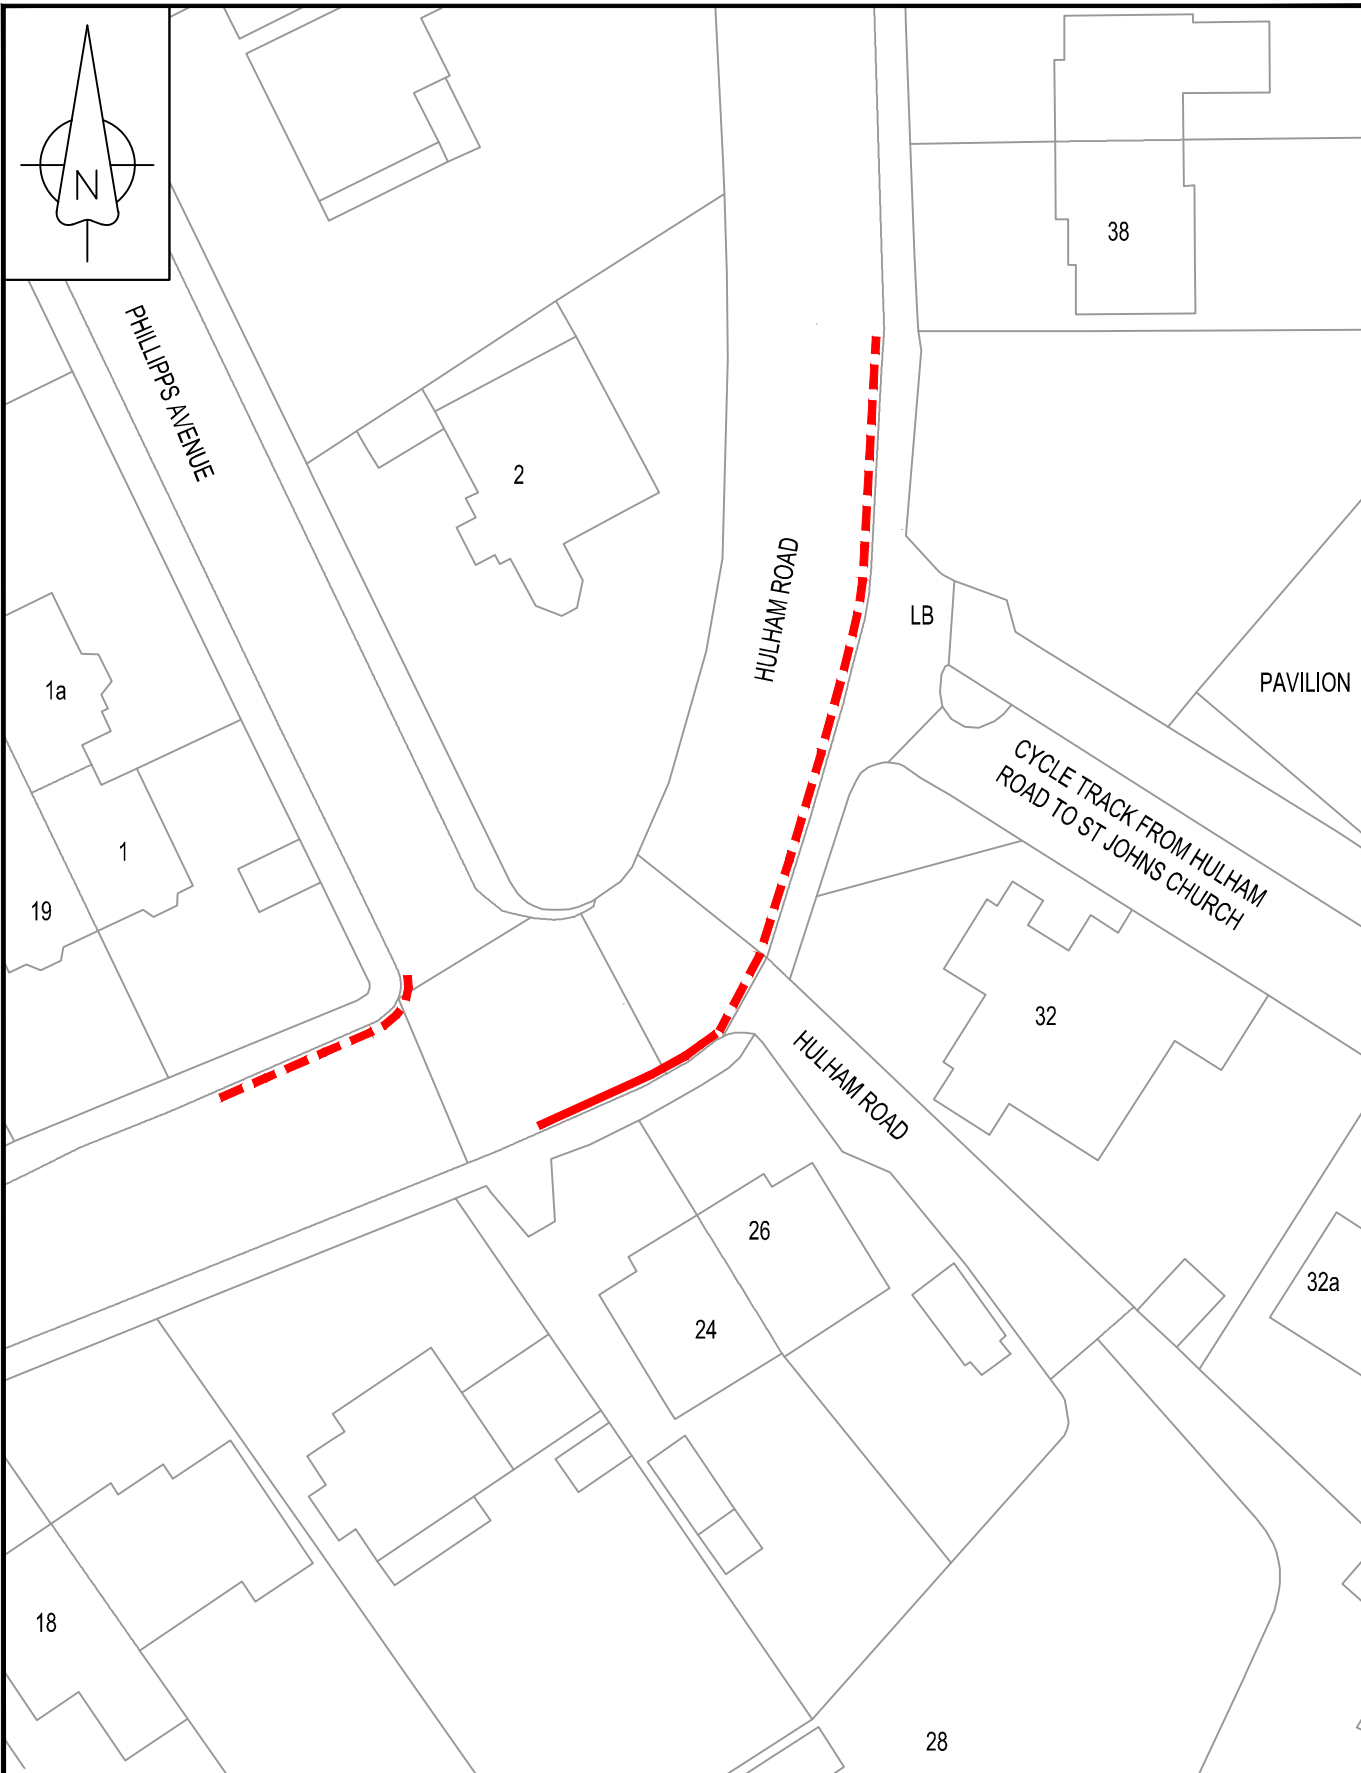 N
38
PHILLIPPS AVENUE
2
HULHAM ROAD
LB
1a
PAVILION
CYCLE TRACK FROM HULHAM
ROAD TO ST JOHNS CHURCH
1
19
32
HULHAM ROAD
26
32a
24
18
28